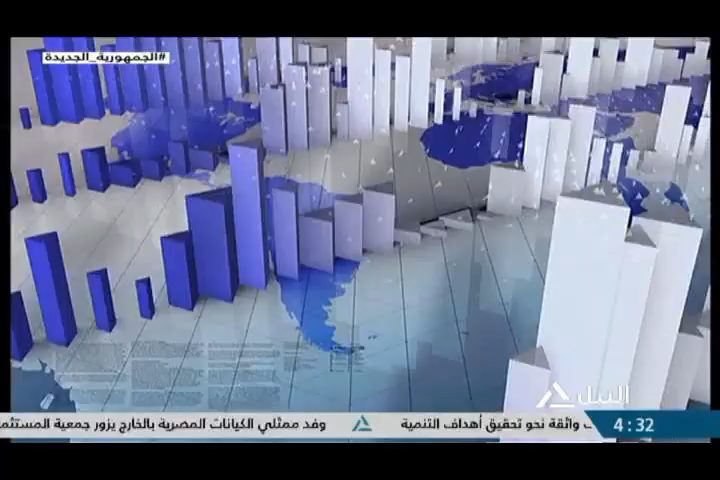 #الجمهورية_الجديدة
النيل
واثقة نحو تحقيق أهداف التنمية
وفد ممثلي الكيانات المصرية بالخارج يزور جمعية
4:32